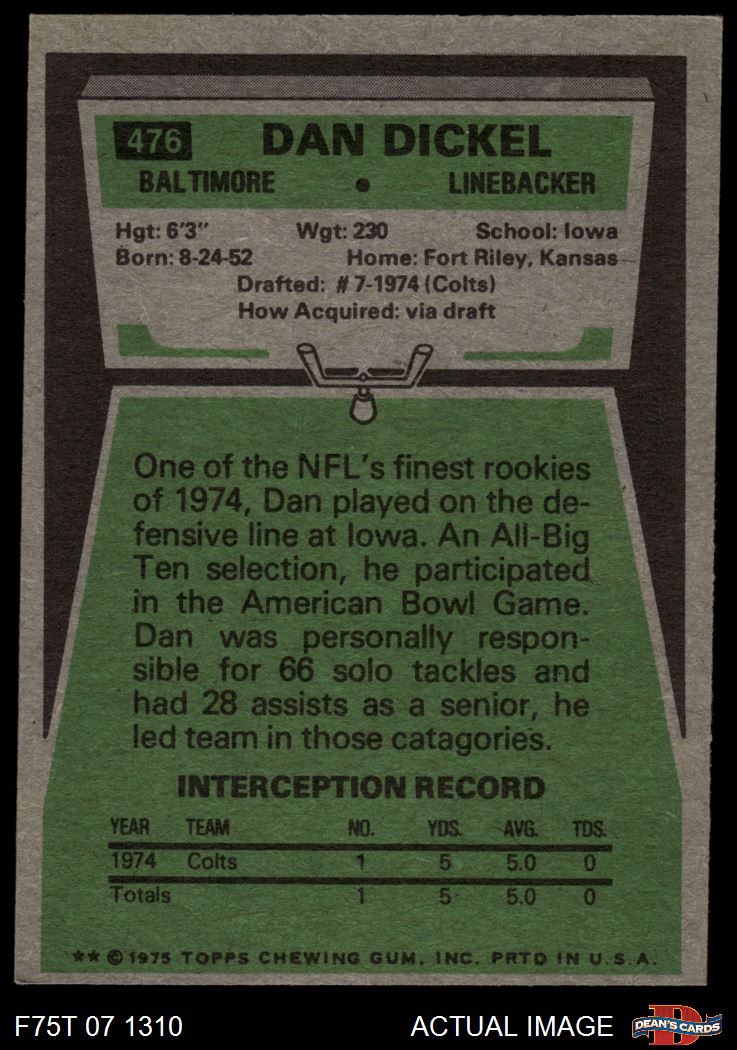 476 DAN DICKEL
BALTIMORE • LINEBACKER
Hgt: 6'3" Wgt: 230 School: Iowa
Born: 8-24-52 Home: Fort Riley, Kansas
Drafted: # 7-1974 (Colts)
How Acquired: via draft
One of the NFL's finest rookies
of 1974, Dan played on the de-
fensive line at Iowa. An All-Big
Ten selection, he participated
in the American Bowl Game.
Dan was personally respon-
sible for 66 solo tackles and
had 28 assists as a senior, he
led team in those catagories.
INTERCEPTION RECORD
YEAR TEAM NO. YDS. AVG. TDS.
1974 Colts 1 5 5.0 0
Totals 1 5 5.0 0
** © 1975 TOPPS CHEWING GUM, INC. PRTD IN U.S.A.
F75T 07 1310 ACTUAL IMAGE D DEAN'S CARDS